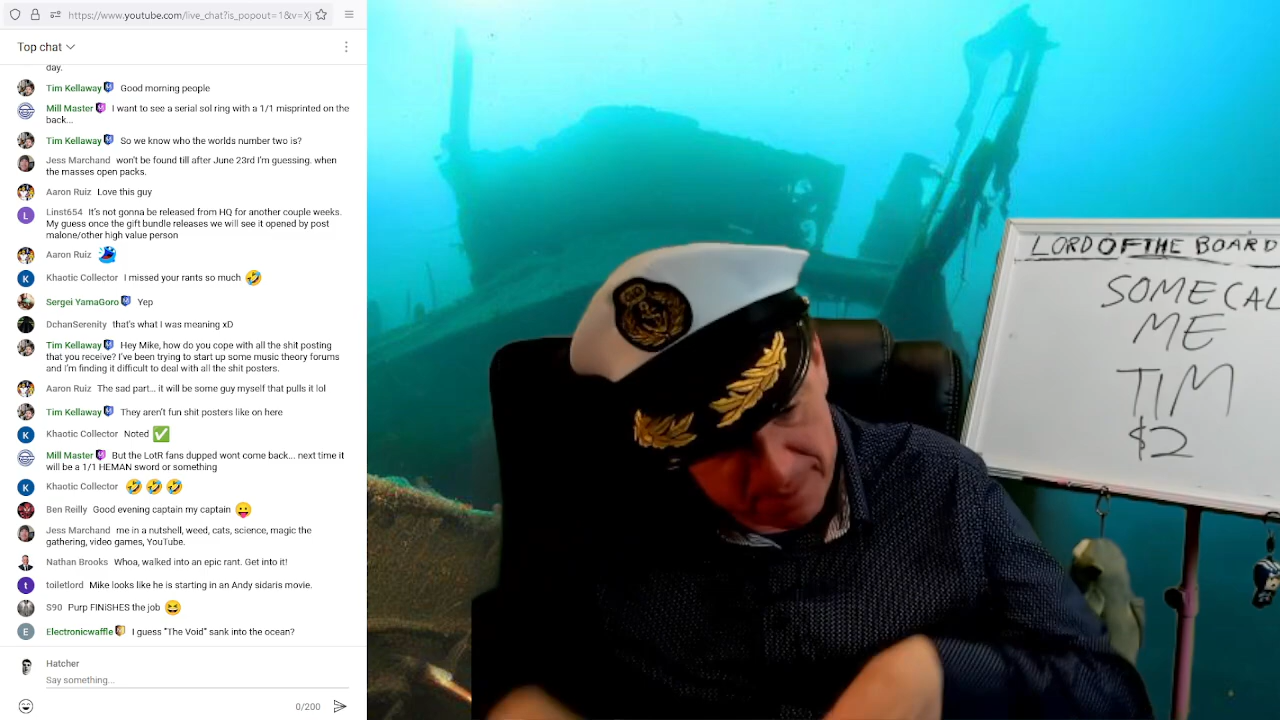 https://www.youtube.com/live_chat?is_popout=1&v=Xj
Top chat
day.
Tim Kellaway Good morning people
Mill Master I want to see a serial sol ring with a 1/1 misprinted on the
back...
Tim Kellaway So we know who the worlds number two is?
Jess Marchand won't be found till after June 23rd I'm guessing. when
the masses open packs.
Aaron Ruiz Love this guy
L
Linst654 It's not gonna be released from HQ for another couple weeks.
My guess once the gift bundle releases we will see it opened by post
malone/other high value person
Aaron Ruiz
K
Khaotic Collector I missed your rants so much 🤣
Sergei YamaGoro Yep
DchanSerenity that's what I was meaning xD
Tim Kellaway Hey Mike, how do you cope with all the shit posting
that you receive? I've been trying to start up some music theory forums
and I'm finding it difficult to deal with all the shit posters.
Aaron Ruiz The sad part... it will be some guy myself that pulls it lol
Tim Kellaway They aren't fun shit posters like on here
K
Khaotic Collector Noted ✅
Mill Master But the LotR fans dupped wont come back... next time it
will be a 1/1 HEMAN sword or something
K
Khaotic Collector 🤣 🤣 🤣
Ben Reilly Good evening captain my captain 😛
Jess Marchand me in a nutshell, weed, cats, science, magic the
gathering, video games, YouTube.
Nathan Brooks Whoa, walked into an epic rant. Get into it!
t
toiletlord Mike looks like he is starting in an Andy sidaris movie.
S90 Purp FINiSHES the job 😆
E
Electronicwaffle I guess "The Void" sank into the ocean?
Hatcher
Say something...
0/200
LORD OF THE BOARD
SOME CAL
ME
TIM
$2